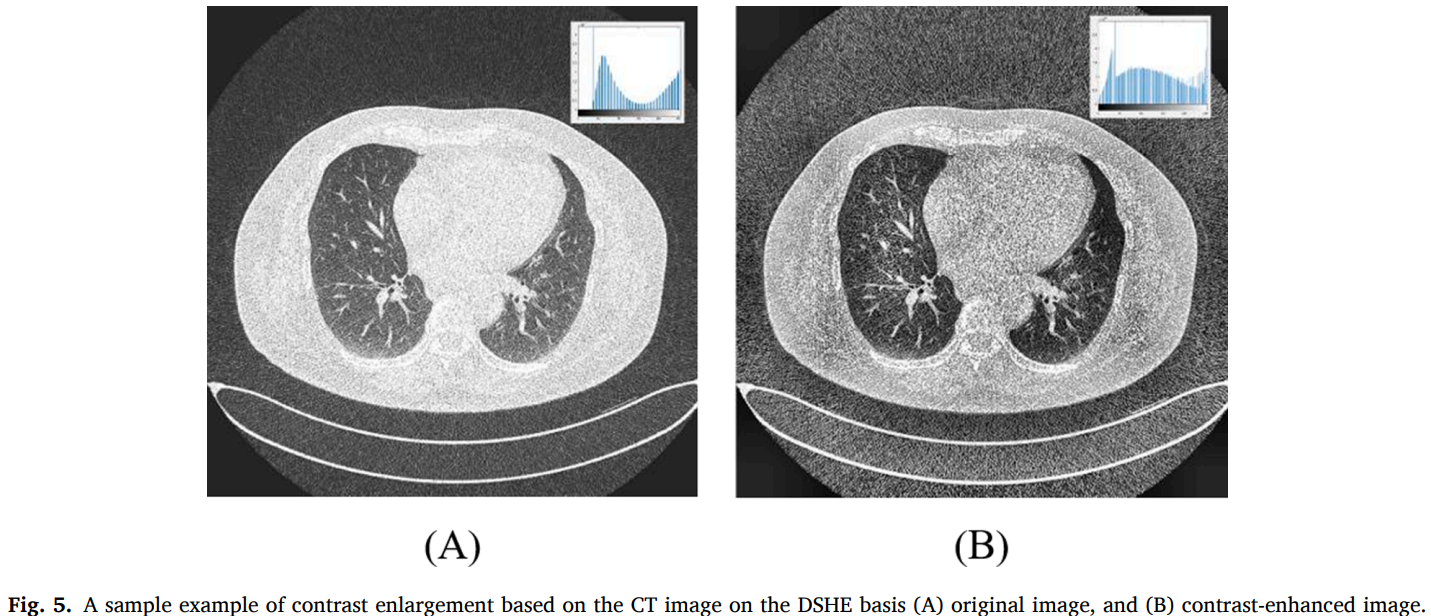 (A)
(B)
Fig. 5. A sample example of contrast enlargement based on the CT image on the DSHE basis (A) original image, and (B) contrast-enhanced image.